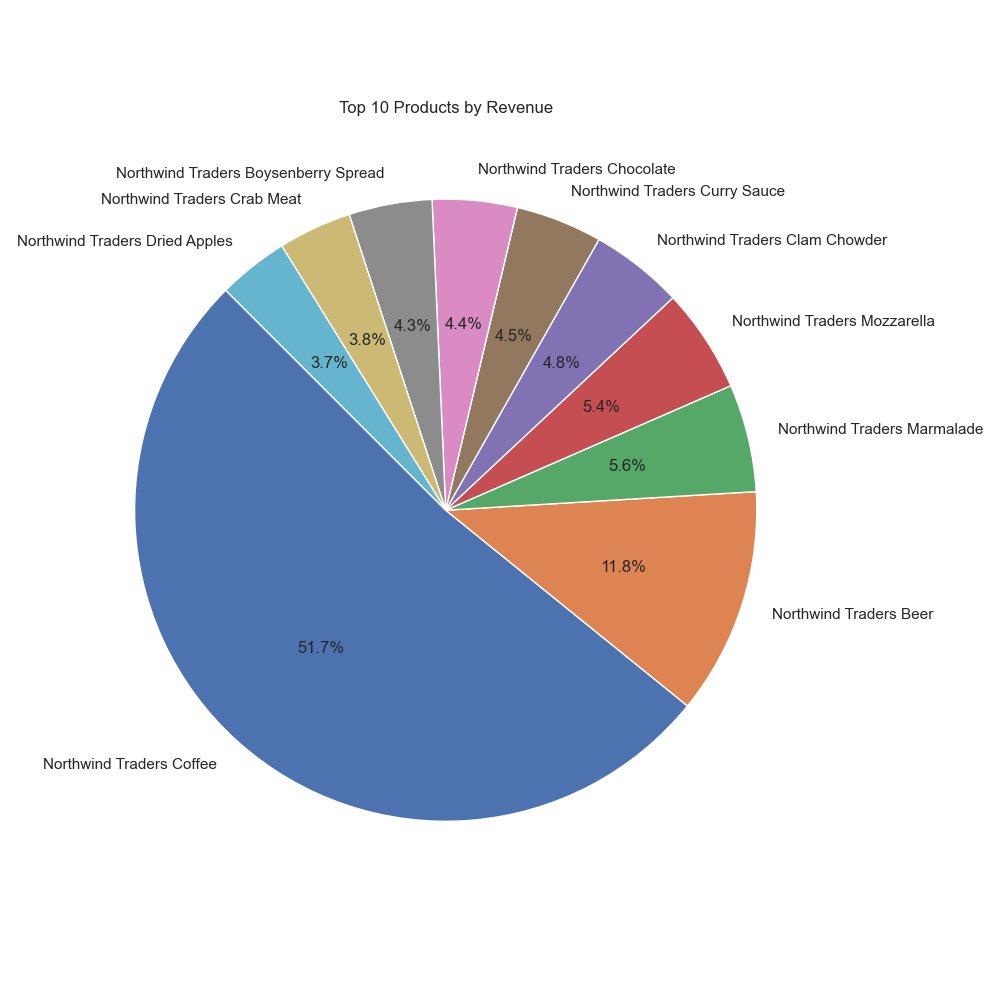 Top 10 Products by Revenue
Northwind Traders Chocolate
Northwind Traders Boysenberry Spread
Northwind Traders Curry Sauce
Northwind Traders Crab Meat
Northwind Traders Clam Chowder
Northwind Traders Dried Apples
Northwind Traders Mozzarella
4.4%
4.3%
4.5%
3.8%
3.7%
4.8%
5.4%
Northwind Traders Marmalade
5.6%
11.8%
Northwind Traders Beer
51.7%
Northwind Traders Coffee